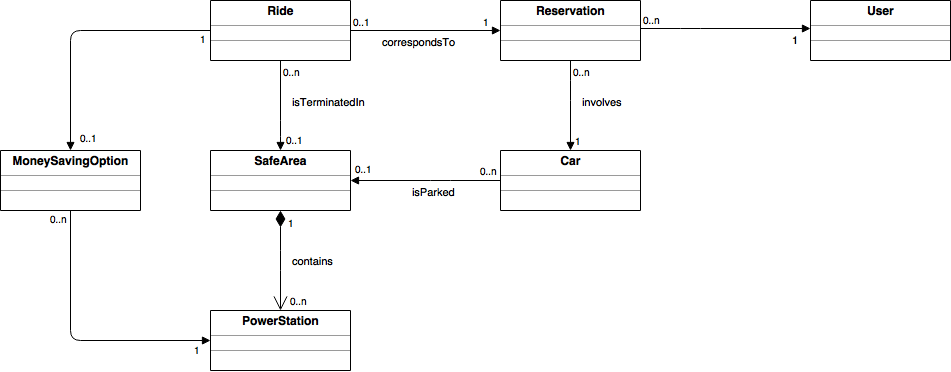 Ride
Reservation
User
0..1
1
0..n
1
correspondsTo
1
0..n
0..n
isTerminatedIn
involves
0..1
0..1
1
MoneySavingOption
SafeArea
Car
0..1
0..n
isParked
0..n
1
contains
0..n
PowerStation
1